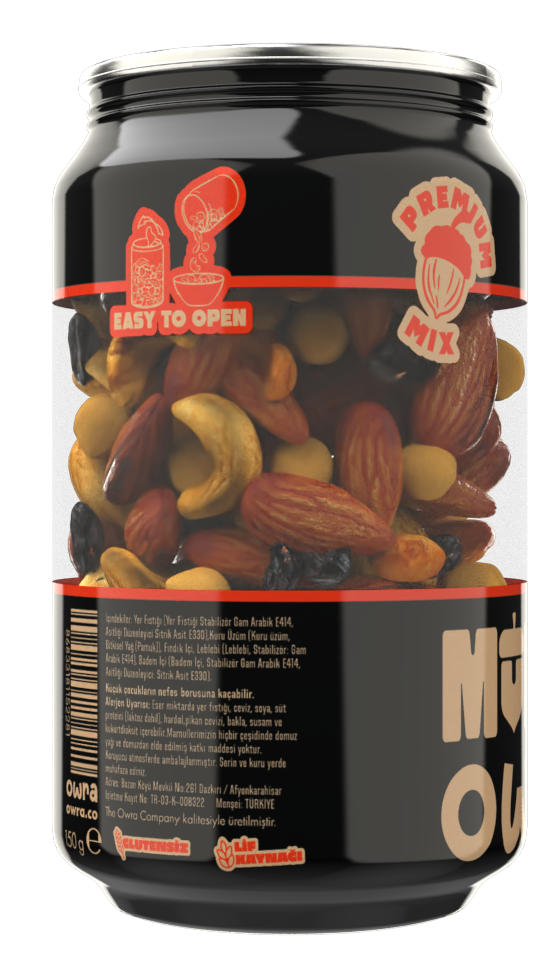 PREMIUM
MIX
EASY TO OPEN
İçindekiler: Yer Fıstığı (Yer Fıstığı Stabilizör Gam Arabik E414,
Asitliği Düzenleyici Sitrik Asit E330),Kuru Üzüm (Kuru üzüm,
Bitkisel Yağ (Pamuk)), Fındık İçi, Leblebi (Leblebi, Stabilizör: Gam
Arabik E414), Badem İçi (Badem İçi, Stabilizör Gam Arabik E414,
Asitliği Düzenleyici: Sitrik Asit E330).
Küçük çocukların nefes borusuna kaçabilir.
Alerjen Uyarısı: Eser miktarda yer fıstığı, ceviz, soya, süt
proteini (laktoz dahil), hardal,pikan cevizi, bakla, susam ve
kükürtdioksit içerebilir.Mamullerimizin hiçbir çeşidinde domuz
yağı ve domuzdan elde edilmiş katkı maddesi yoktur.
Koruyucu atmosferde ambalajlanmıştır. Serin ve kuru yerde
muhafaza ediniz.
Adres: Bozan Köyü Mevkii No:261 Dazkırı / Afyonkarahisar
İşletme Kayıt No: TR-03-K-008322 Menşei: TÜRKİYE
The Owra Company kalitesiyle üretilmiştir.
owra
owra.co
150 g e
GLUTENSİZ
LİF
KAYNAĞI
Mü
Ow